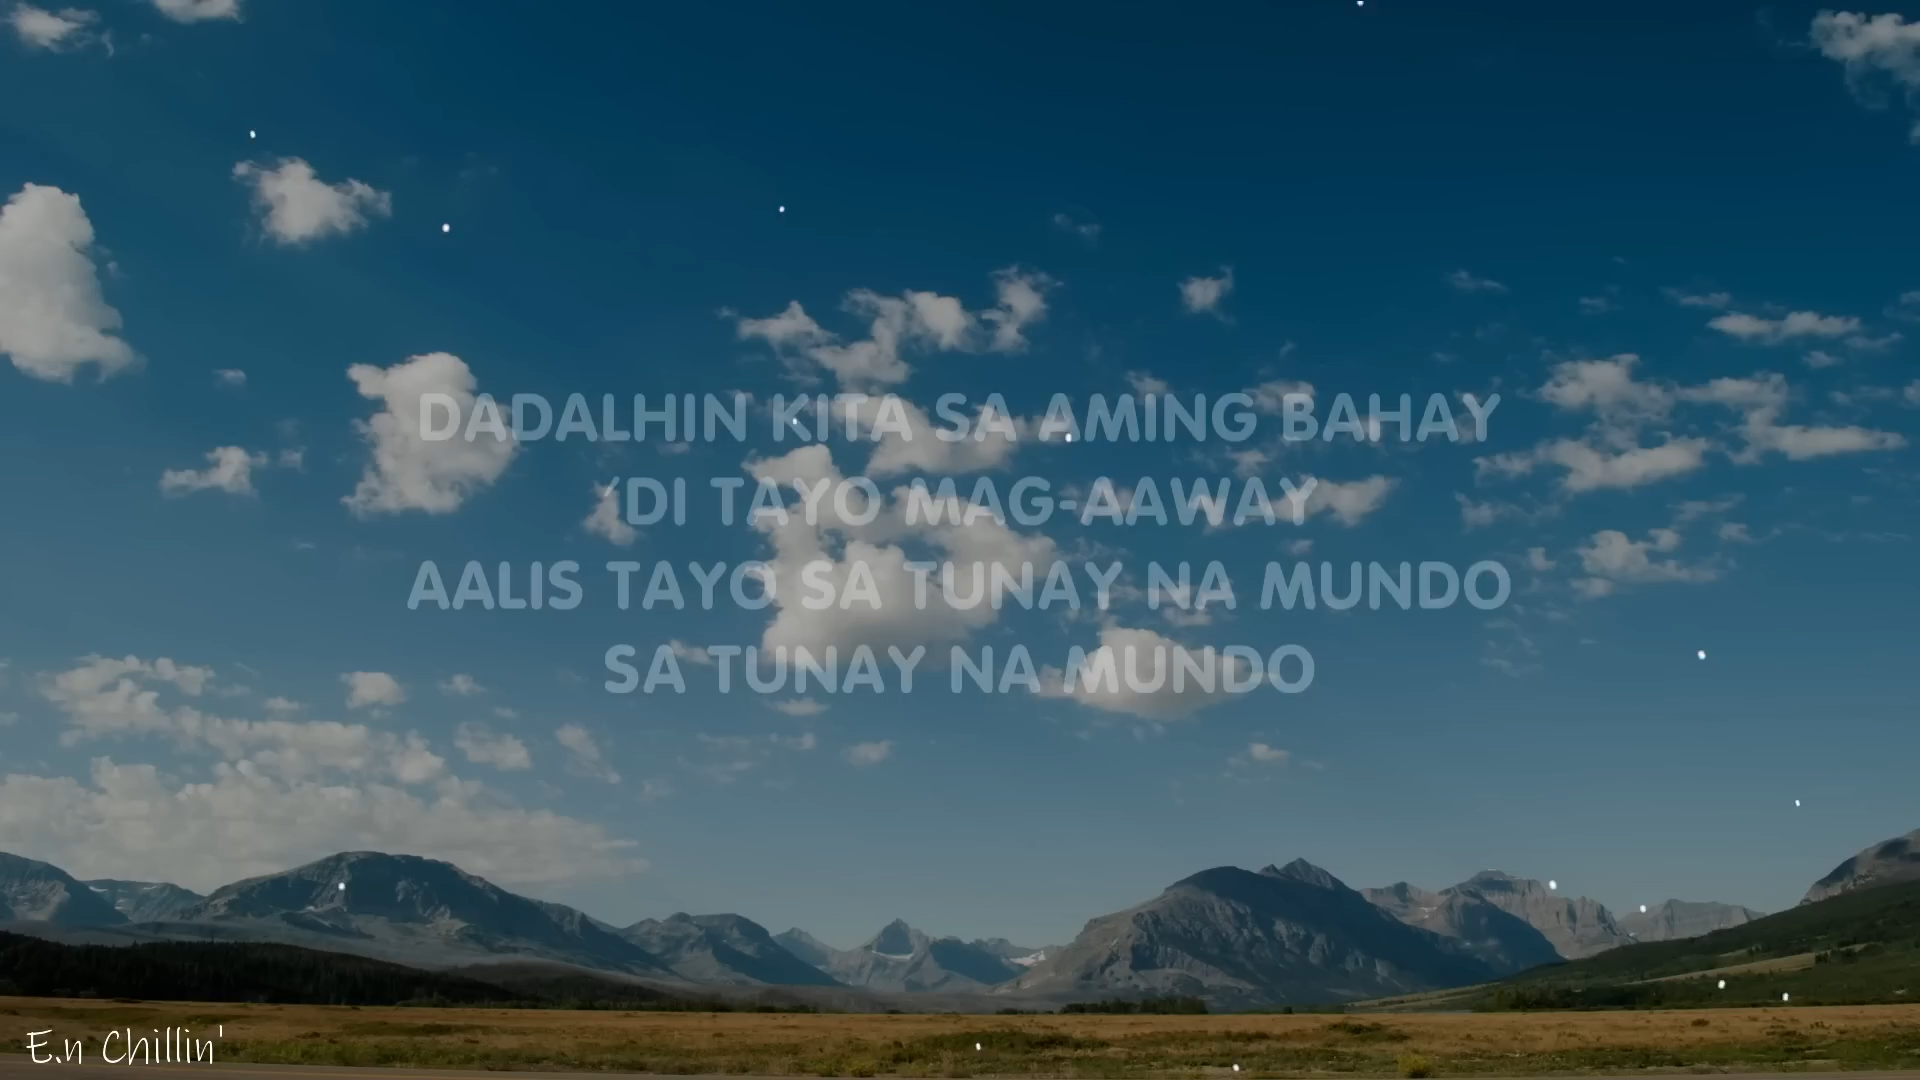 DADALHIN KITA SA AMING BAHAY
'DI TAYO MAG-AAWAY
AALIS TAYO SA TUNAY NA MUNDO
SA TUNAY NA MUNDO
E.n Chillin'